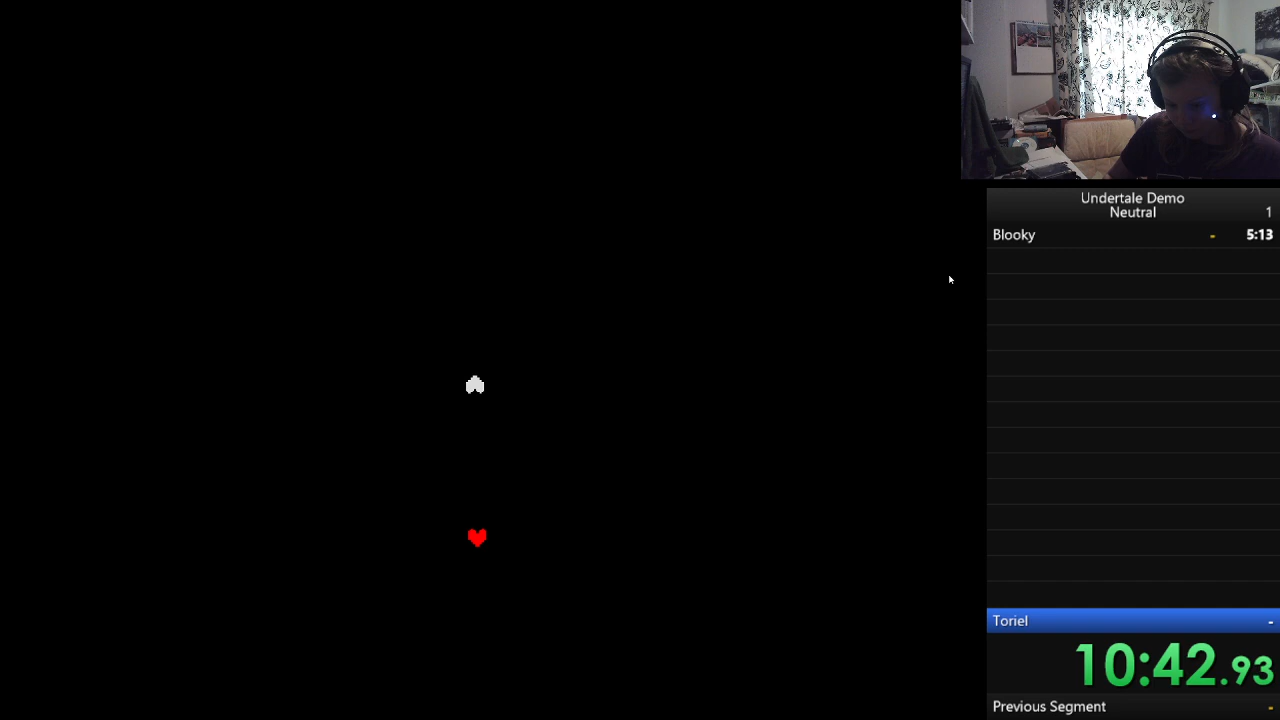 Undertale Demo
Neutral
1
Blooky - 5:13
Toriel -
10:42.93
Previous Segment -